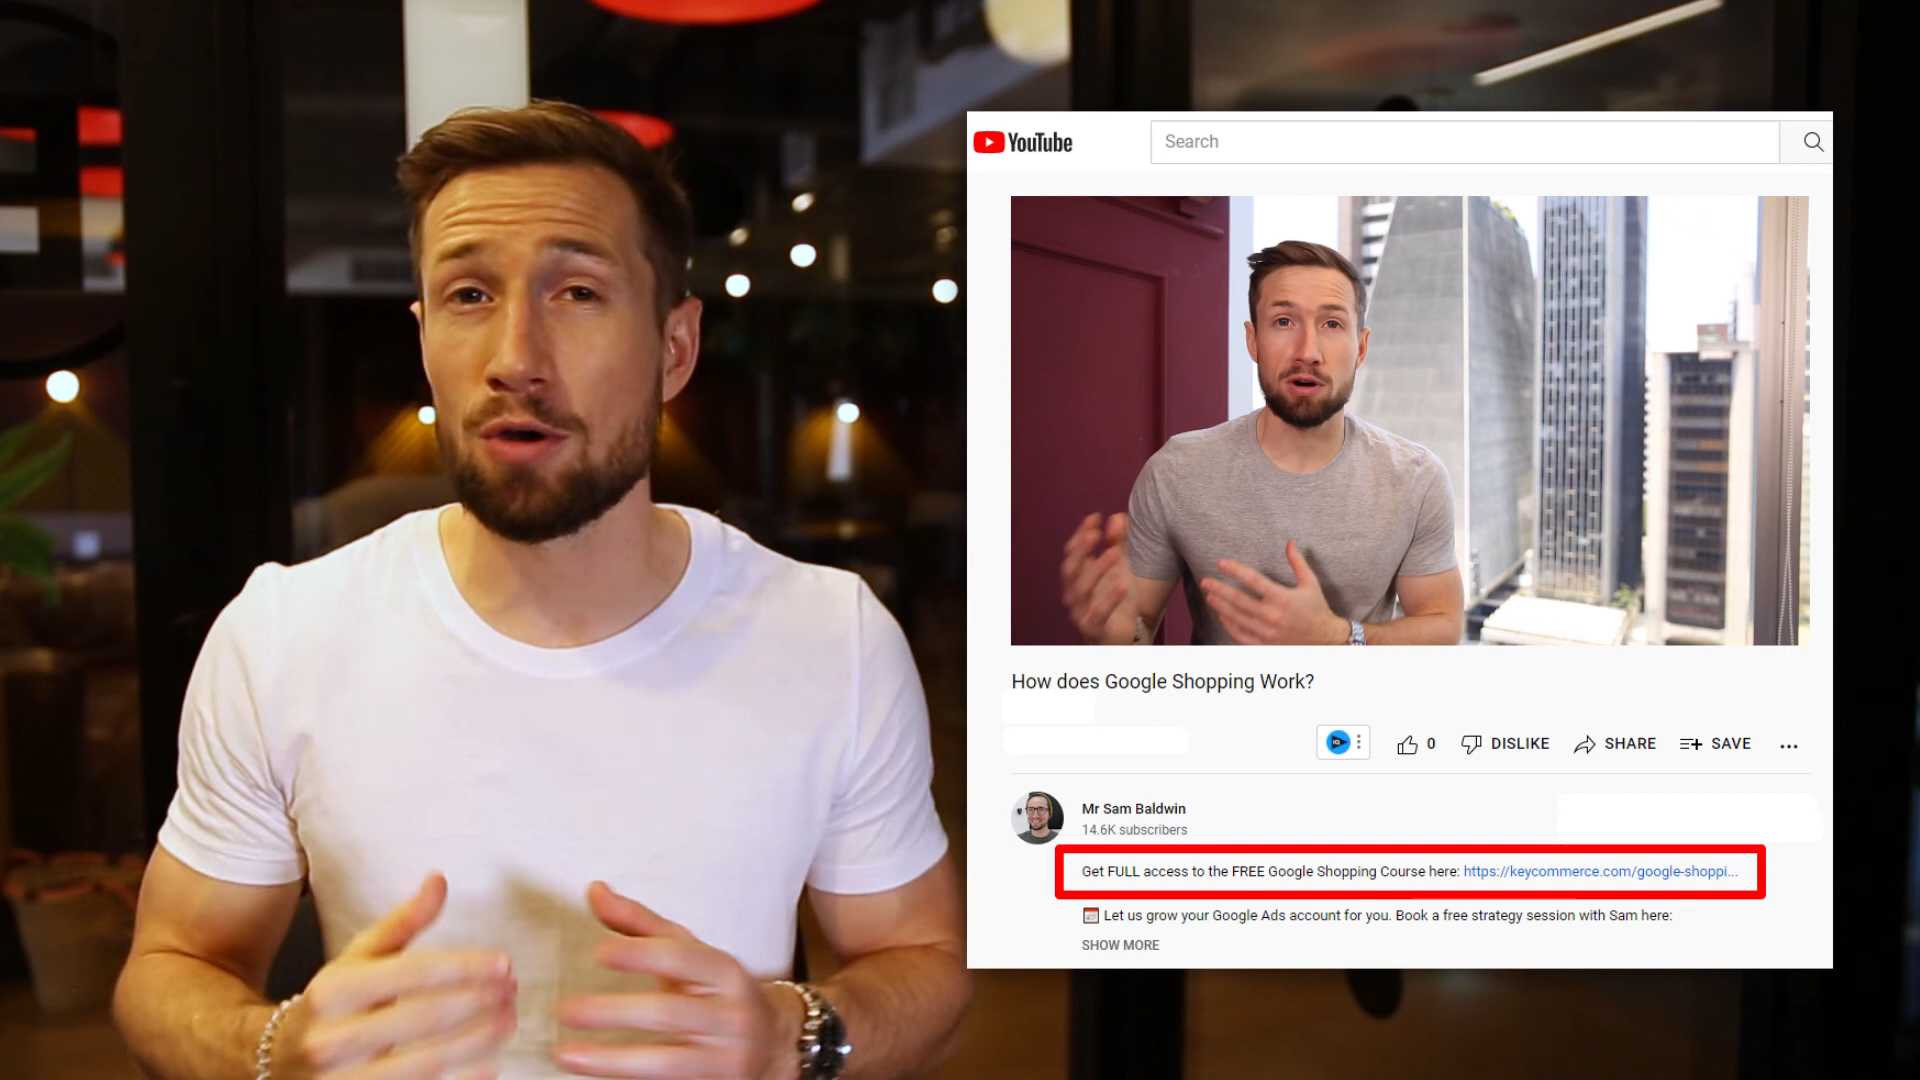 YouTube
Search
How does Google Shopping Work?
0 DISLIKE SHARE SAVE ...
Mr Sam Baldwin
14.6K subscribers
Get FULL access to the FREE Google Shopping Course here: https://keycommerce.com/google-shoppi...
Let us grow your Google Ads account for you. Book a free strategy session with Sam here:
SHOW MORE